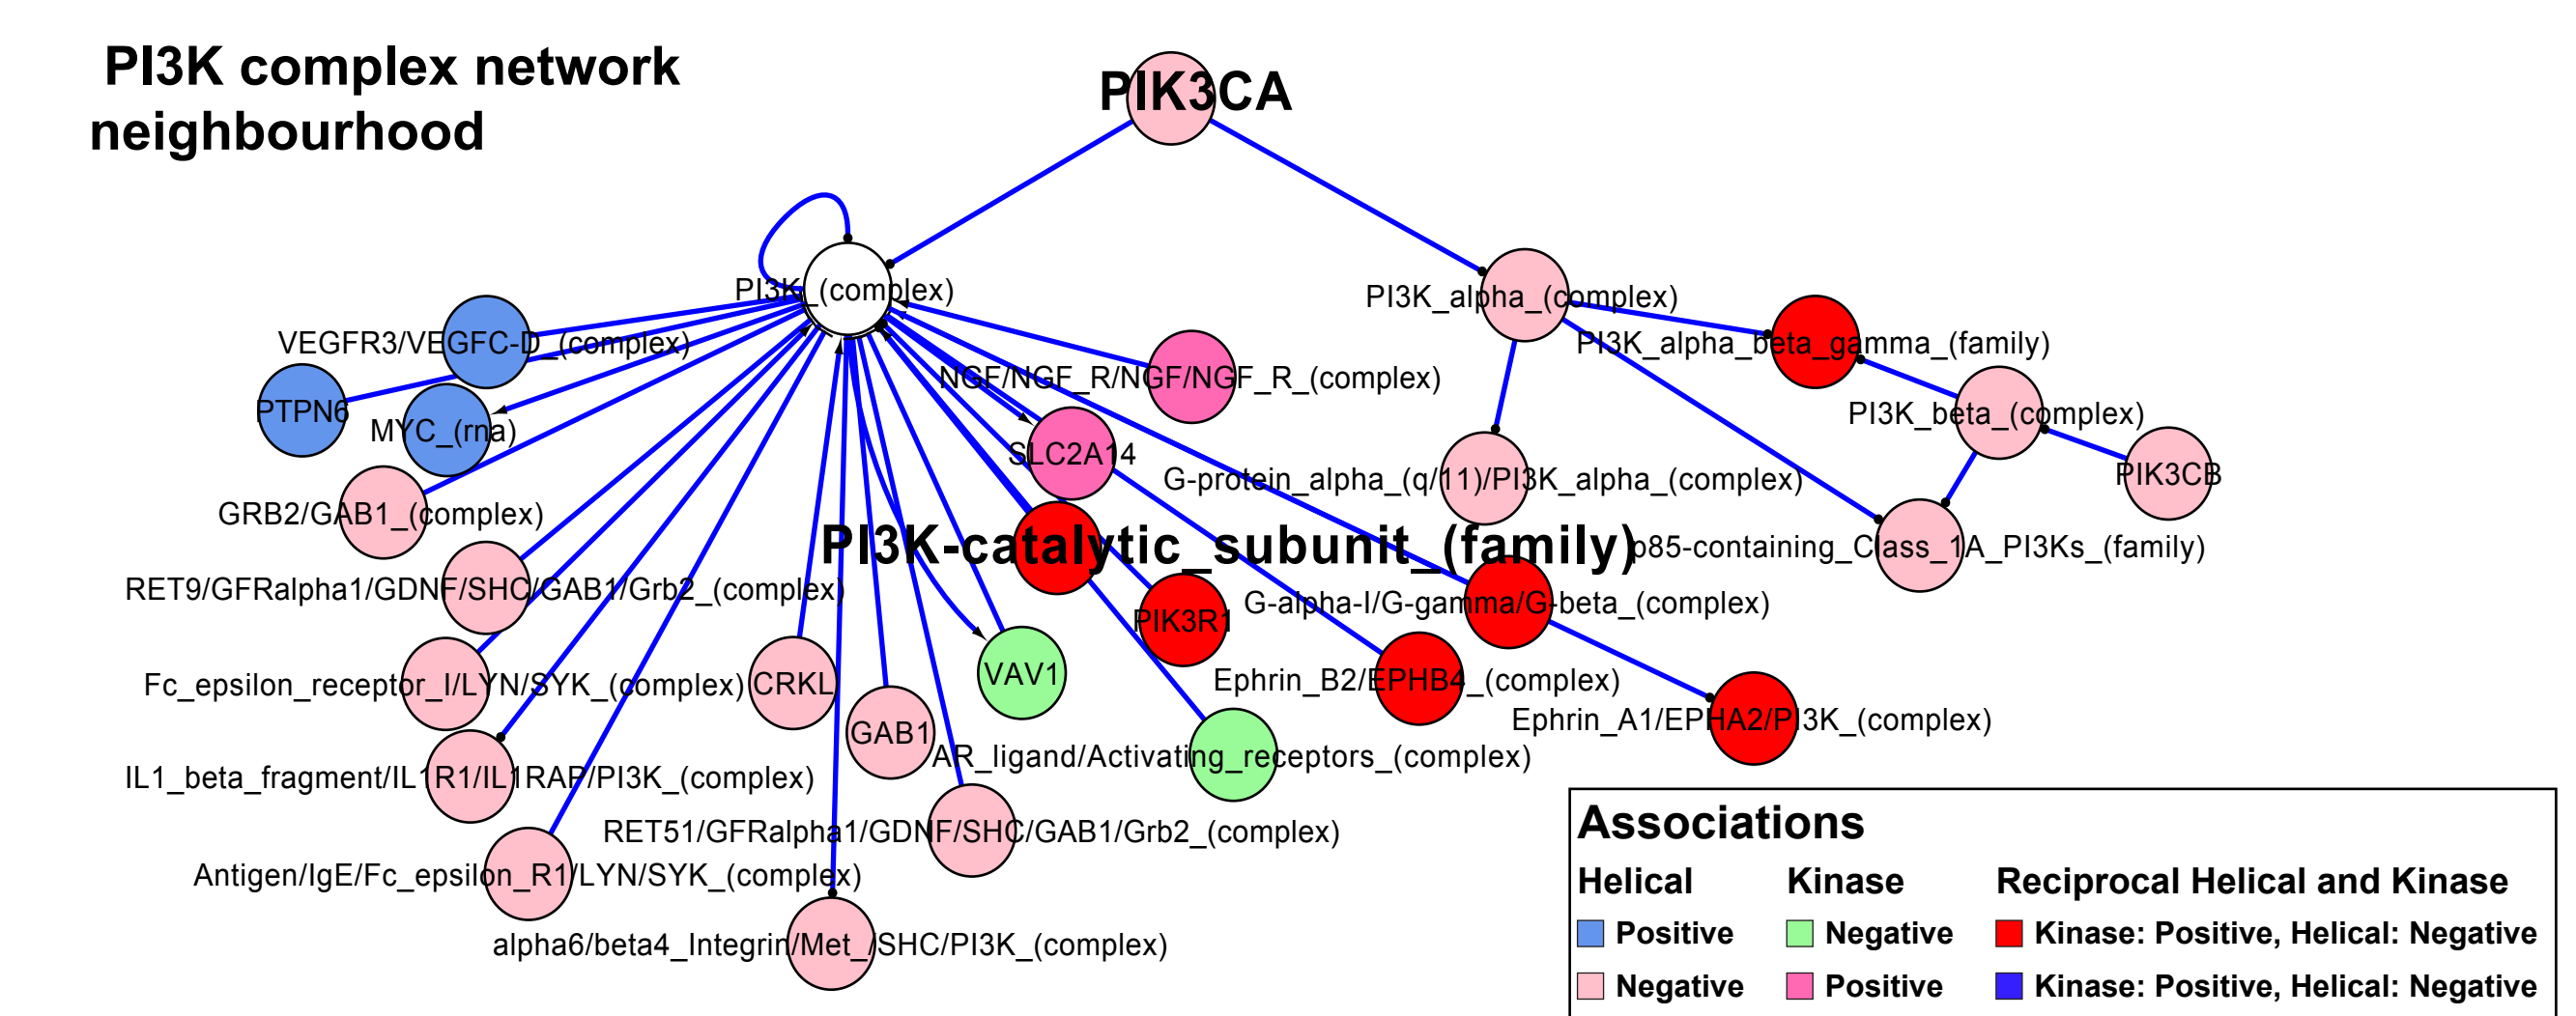 PI3K complex network
neighbourhood
PIK3CA
PI3K_(complex)
PI3K_alpha_(complex)
VEGFR3/VEGFC-D_(complex)
PI3K_alpha_beta_gamma_(family)
NGF/NGF_R/NGF/NGF_R_(complex)
PTPN6
MYC_(rna)
PI3K_beta_(complex)
SLC2A14
G-protein_alpha_(q/11)/PI3K_alpha_(complex)
PIK3CB
GRB2/GAB1_(complex)
PI3K-catalytic_subunit_(family)
p85-containing_Class_1A_PI3Ks_(family)
RET9/GFRalpha1/GDNF/SHC/GAB1/Grb2_(complex)
PIK3R1
G-alpha-I/G-gamma/G-beta_(complex)
Fc_epsilon_receptor_I/LYN/SYK_(complex)
CRKL
VAV1
Ephrin_B2/EPHB4_(complex)
Ephrin_A1/EPHA2/PI3K_(complex)
GAB1
AR_ligand/Activating_receptors_(complex)
IL1_beta_fragment/IL1R1/IL1RAP/PI3K_(complex)
RET51/GFRalpha1/GDNF/SHC/GAB1/Grb2_(complex)
Antigen/IgE/Fc_epsilon_R1/LYN/SYK_(complex)
alpha6/beta4_Integrin/Met_/SHC/PI3K_(complex)
Associations
Helical Kinase Reciprocal Helical and Kinase
Positive Negative Kinase: Positive, Helical: Negative
Negative Positive Kinase: Positive, Helical: Negative